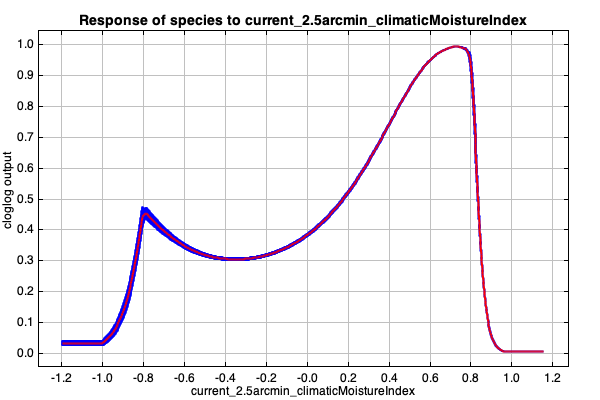 Response of species to current_2.5arcmin_climaticMoistureIndex
1.0
0.9
0.8
0.7
0.6
0.5
0.4
0.3
0.2
0.1
0.0
cloglog output
-1.2 -1.0 -0.8 -0.6 -0.4 -0.2 -0.0 0.2 0.4 0.6 0.8 1.0 1.2
current_2.5arcmin_climaticMoistureIndex